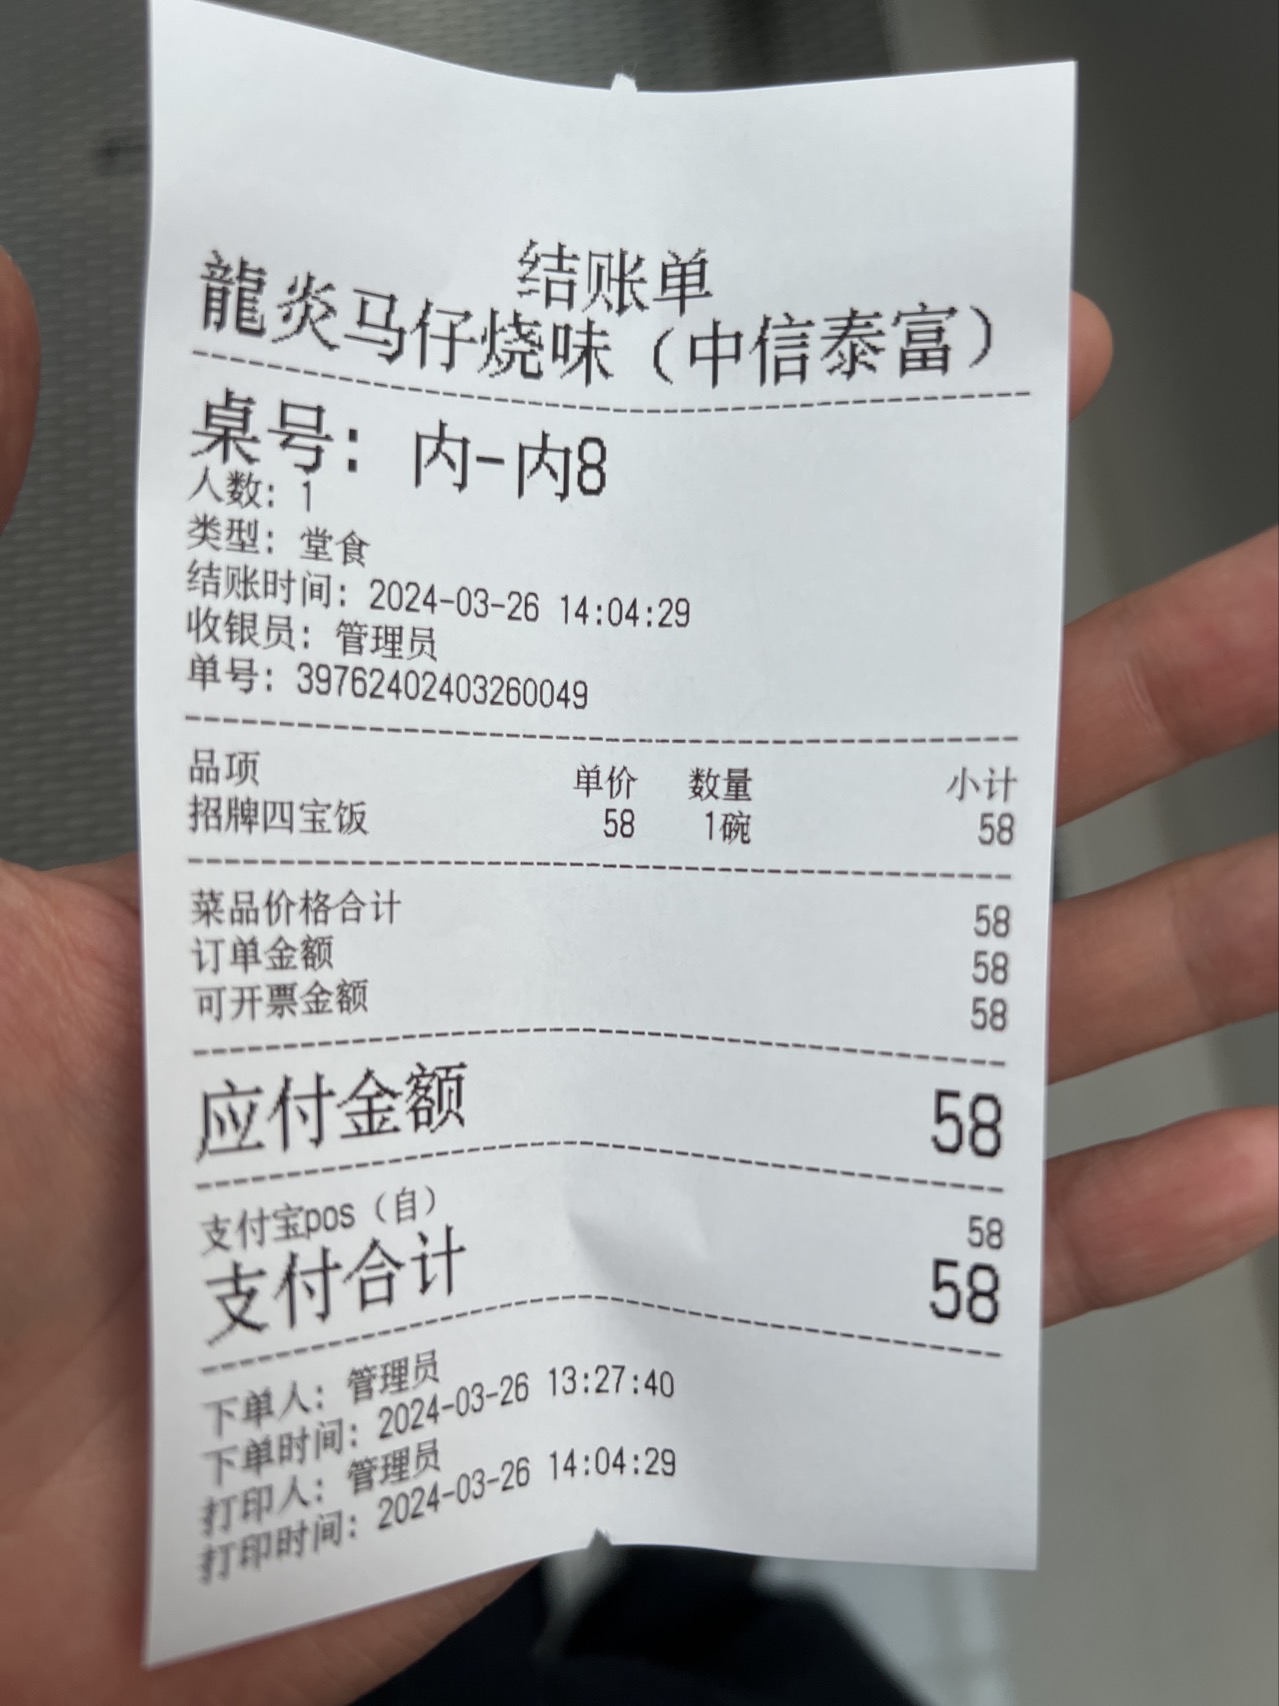 结账单
龍炎马仔烧味（中信泰富）
桌号：内-内8
人数：1
类型：堂食
结账时间：2024-03-26 14:04:29
收银员：管理员
单号：39762402403260049
品项 单价 数量 小计
招牌四宝饭 58 1碗 58
菜品价格合计 58
订单金额 58
可开票金额 58
应付金额 58
支付宝pos（自） 58
支付合计 58
下单人：管理员
下单时间：2024-03-26 13:27:40
打印人：管理员
打印时间：2024-03-26 14:04:29